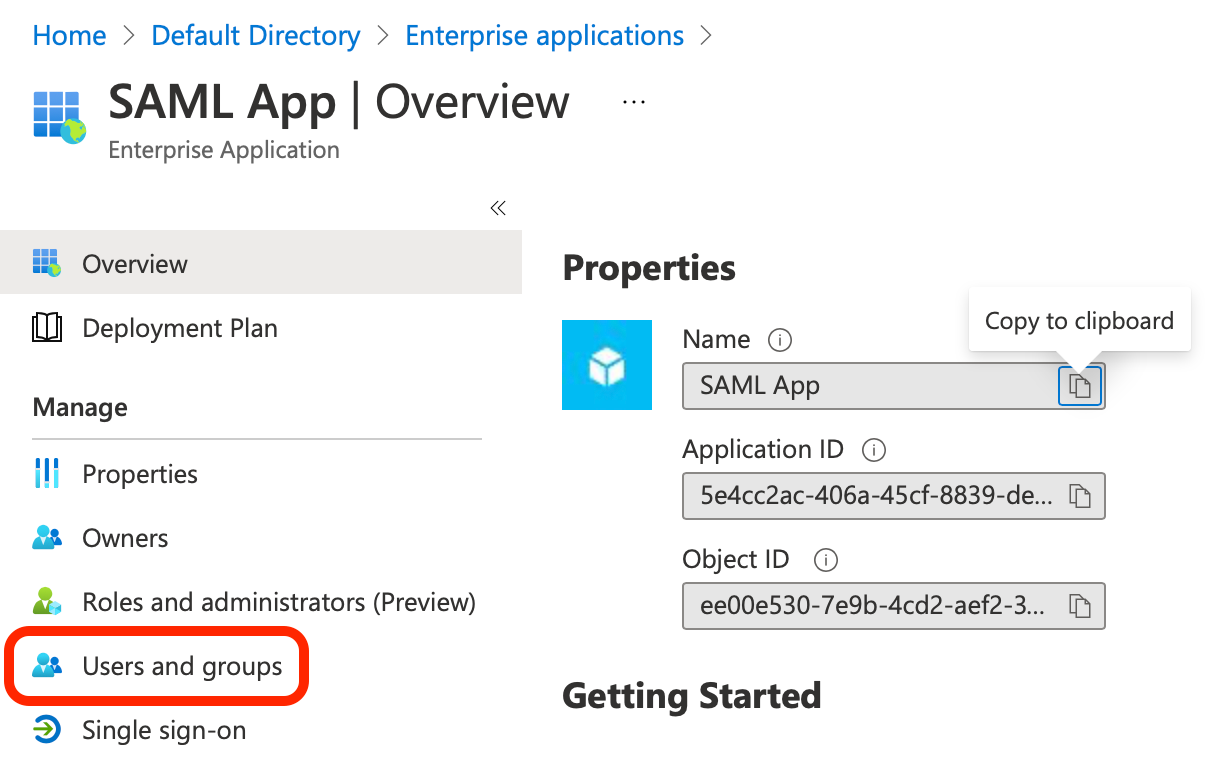 Home > Default Directory > Enterprise applications >
SAML App | Overview ...
Enterprise Application
«
Overview
Deployment Plan
Manage
Properties
Owners
Roles and administrators (Preview)
Users and groups
Single sign-on
Properties
Copy to clipboard
Name
SAML App
Application ID
5e4cc2ac-406a-45cf-8839-de...
Object ID
ee00e530-7e9b-4cd2-aef2-3...
Getting Started